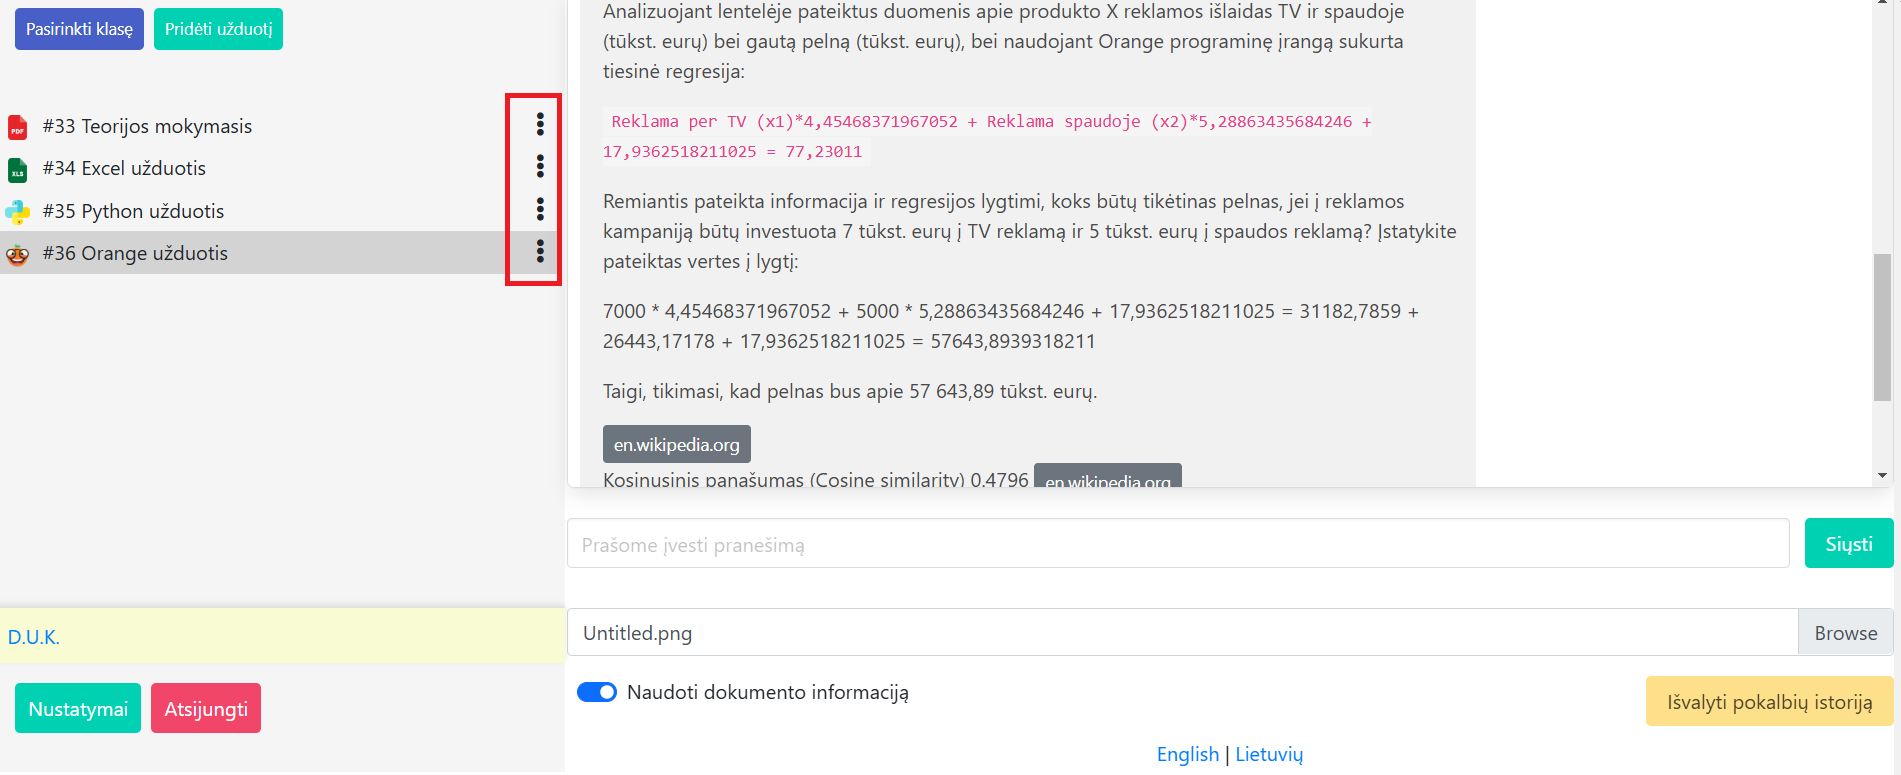 Pasirinkti klasę
Pridėti užduotį
PDF #33 Teorijos mokymasis
XLS #34 Excel užduotis
#35 Python užduotis
#36 Orange užduotis
D.U.K.
Nustatymai
Atsijungti
Analizuojant lentelėje pateiktus duomenis apie produkto X reklamos išlaidas TV ir spaudoje
(tūkst. eurų) bei gautą pelną (tūkst. eurų), bei naudojant Orange programinę įrangą sukurta
tiesinė regresija:
Reklama per TV (x1)*4,45468371967052 + Reklama spaudoje (x2)*5,28863435684246 +
17,9362518211025 = 77,23011
Remiantis pateikta informacija ir regresijos lygtimi, koks būtų tikėtinas pelnas, jei į reklamos
kampaniją būtų investuota 7 tūkst. eurų į TV reklamą ir 5 tūkst. eurų į spaudos reklamą? Įstatykite
pateiktas vertes į lygtį:
7000 * 4,45468371967052 + 5000 * 5,28863435684246 + 17,9362518211025 = 31182,7859 +
26443,17178 + 17,9362518211025 = 57643,8939318211
Taigi, tikimasi, kad pelnas bus apie 57 643,89 tūkst. eurų.
en.wikipedia.org
Kosinusinis panašumas (Cosine similarity) 0.4796 en.wikipedia.org
Prašome įvesti pranešimą
Siųsti
Untitled.png
Browse
Naudoti dokumento informaciją
Išvalyti pokalbių istoriją
English | Lietuvių